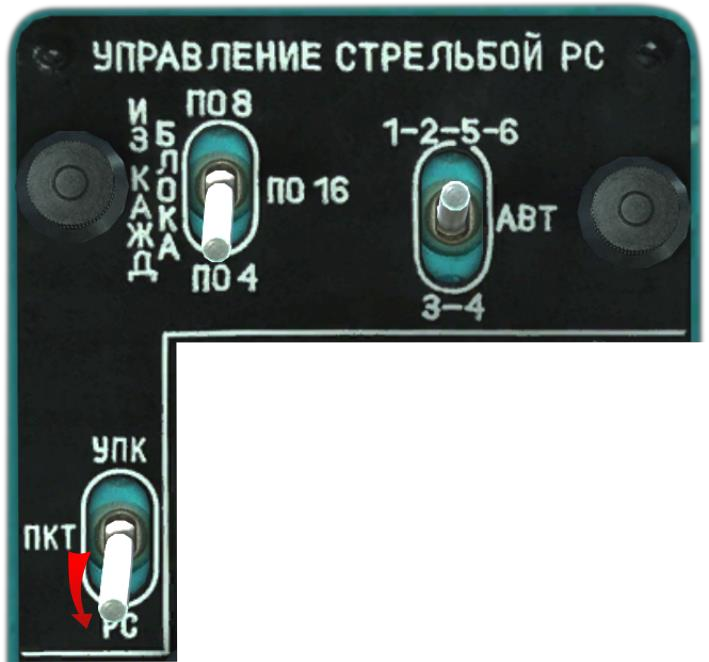 УПРАВЛЕНИЕ СТРЕЛЬБОЙ РС
ИЗ КАЖД
БЛОКА
ПО 8
ПО 16
ПО 4
1-2-5-6
АВТ
3-4
УПК
ПКТ
РС